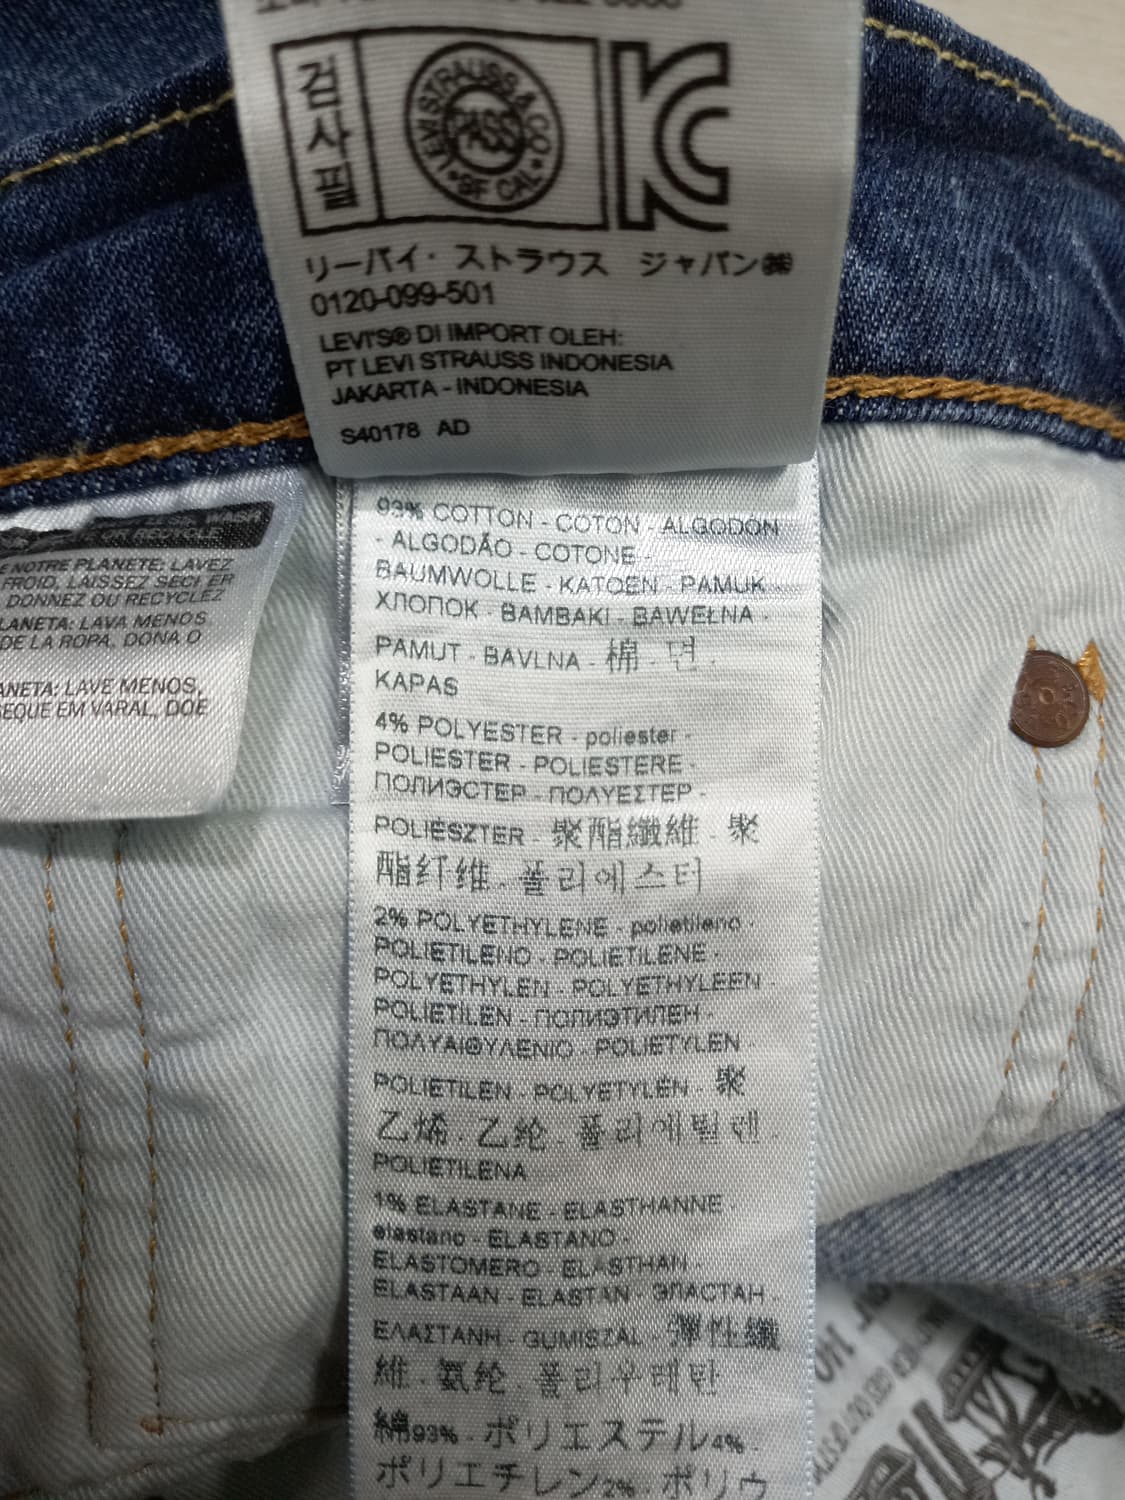 검사필
LEVI STRAUSS & CO
PASS
SF CAL
リーバイ・ストラウス ジャパン㈱
0120-099-501
LEVI'S® DI IMPORT OLEH:
PT LEVI STRAUSS INDONESIA
JAKARTA - INDONESIA
S40178 AD
E NOTRE PLANETE: LAVEZ
FROID, LAISSEZ SECHER
DONNEZ OU RECYCLEZ
LANETA: LAVA MENOS,
DE LA ROPA, DONA O
ANETA: LAVE MENOS,
SEQUE EM VARAL, DOE
93% COTTON - COTON - ALGODÓN
- ALGODÃO - COTONE -
BAUMWOLLE - KATOEN - PAMUK -
ХЛОПОК - BAMBAKI - BAWEŁNA -
PAMUT - BAVLNA - 棉 - 면 -
KAPAS
4% POLYESTER - poliester -
POLIESTER - POLIESTERE -
ПОЛИЭСТЕР - ΠΟΛΥΕΣΤΕΡ -
POLIÉSZTER - 聚酯纖維 - 聚
酯纤维 - 폴리에스터
2% POLYETHYLENE - polietileno -
POLIETILENO - POLIETILENE -
POLYETHYLEN - POLYETHYLEEN -
POLIETILEN - ПОЛИЭТИЛЕН -
ΠΟΛΥΑΙΘΥΛΕΝΙΟ - POLIETYLEN -
POLIETILÉN - POLYETYLÉN - 聚
乙烯 - 乙纶 - 폴리에틸렌 -
POLIETILENA
1% ELASTANE - ELASTHANNE -
elastano - ELASTANO -
ELASTOMERO - ELASTHAN -
ELASTAAN - ELASTAN - ЭЛАСТАН -
ΕΛΑΣΤΑΝΗ - GUMISZÁL - 彈性纖
維 - 氨纶 - 폴리우레탄
綿93% - ポリエステル4% -
ポリエチレン2% - ポリウ